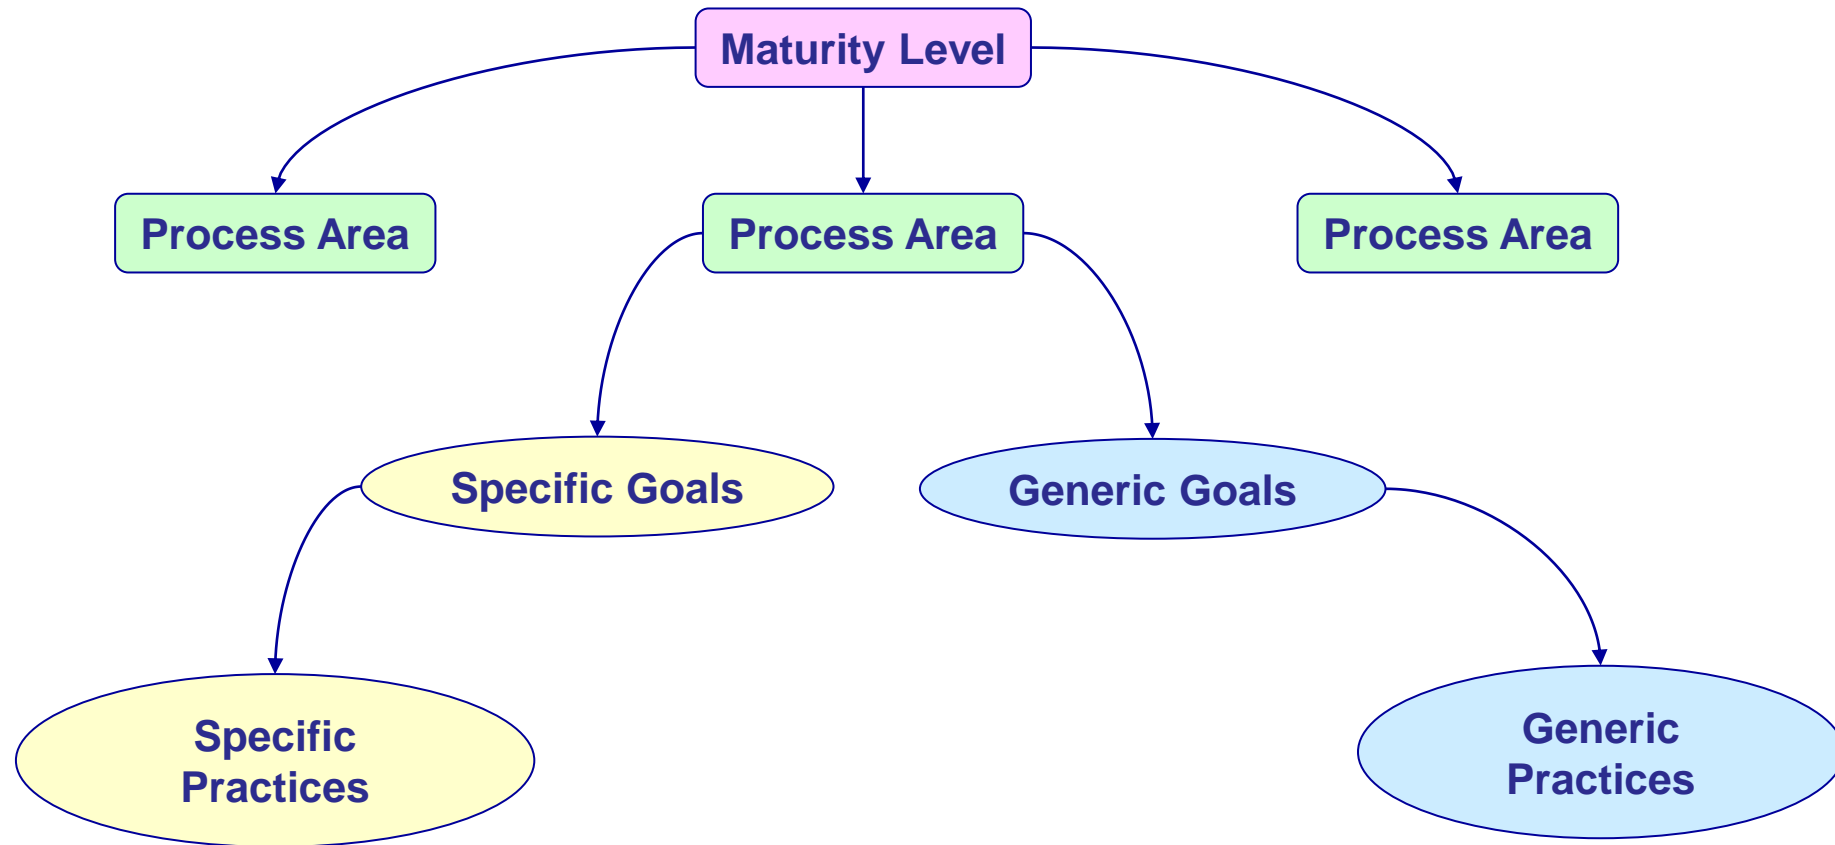 Maturity Level
Process Area
Process Area
Process Area
Specific Goals
Generic Goals
Specific
Practices
Generic
Practices